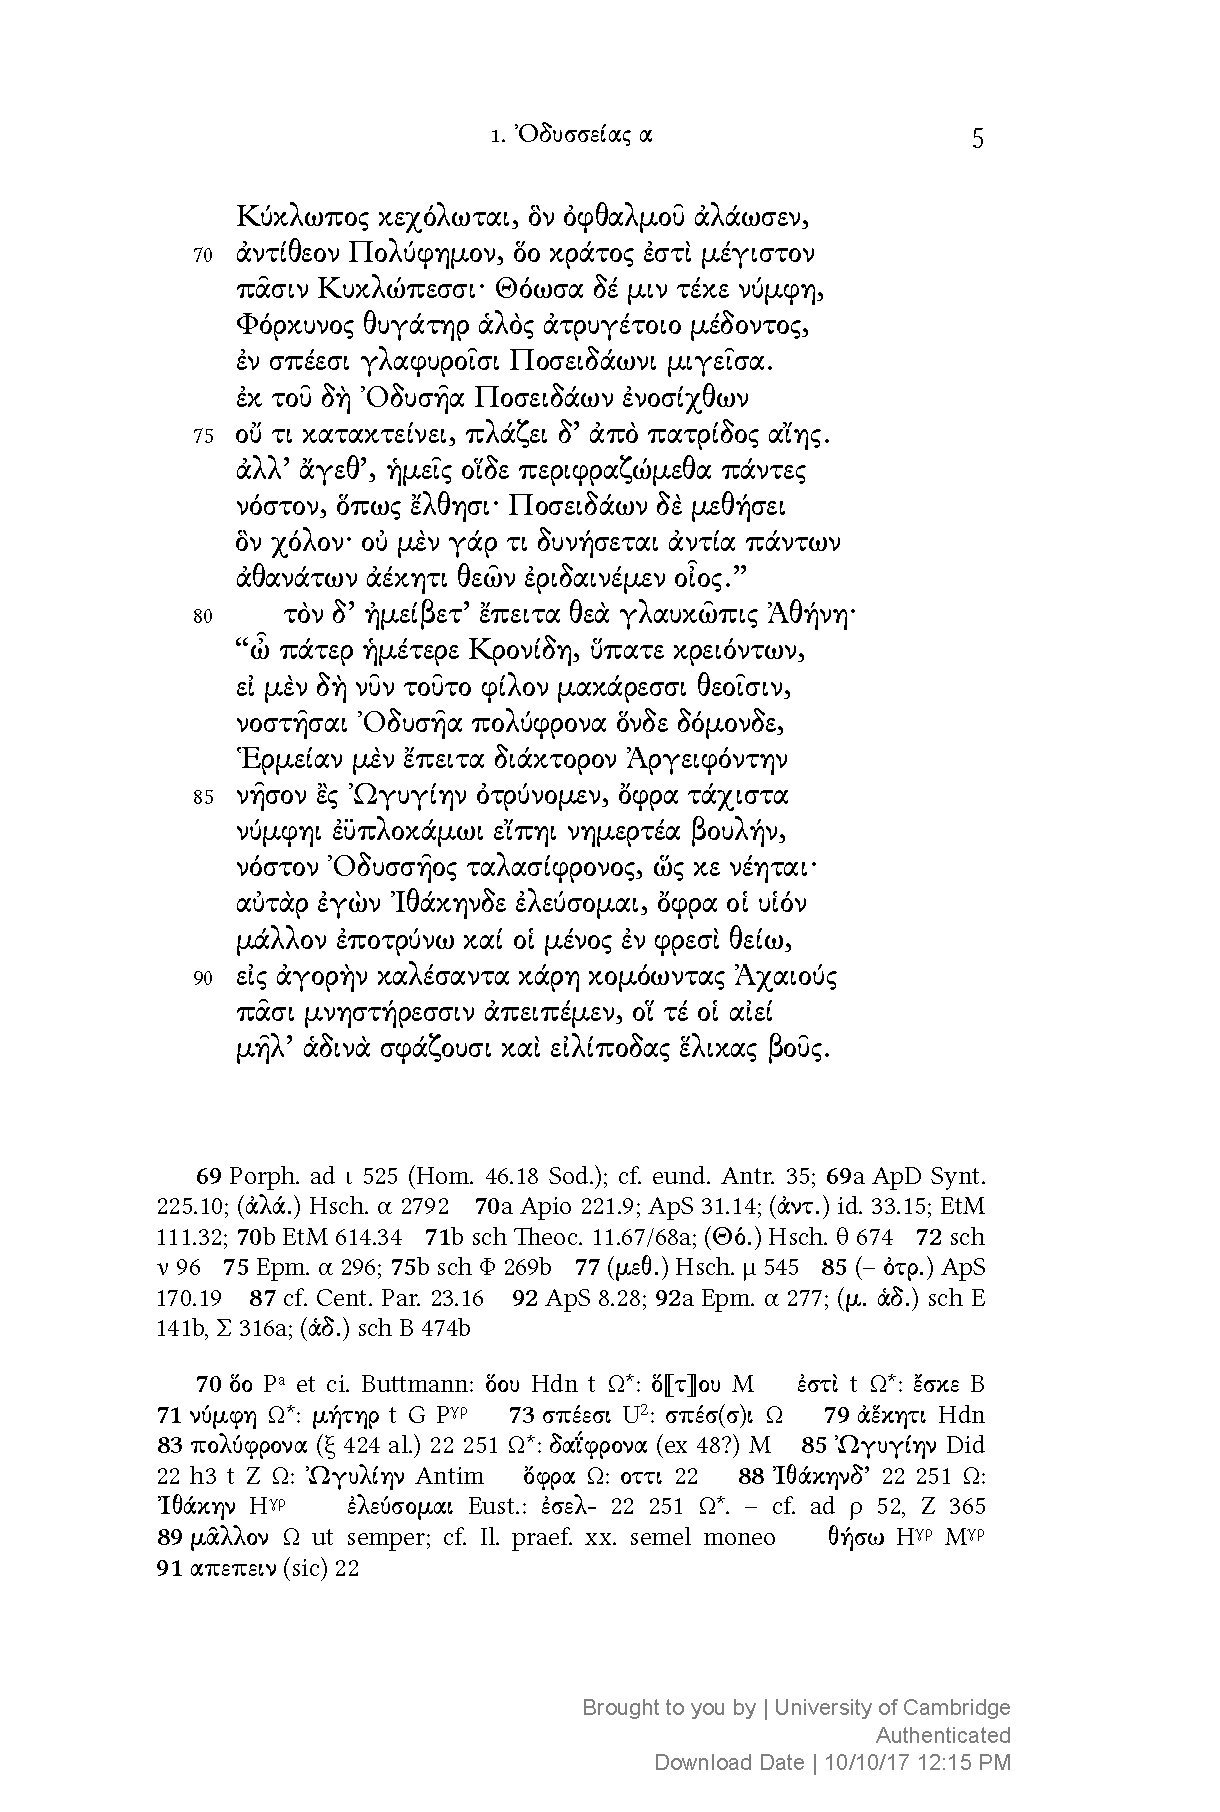 1. Ὀδυσσείας α 5
Κύκλωπος κεχόλωται, ὃν ὀφθαλμοῦ ἀλάωσεν,
70 ἀντίθεον Πολύφημον, ὅο κράτος ἐστὶ μέγιστον
πᾶσιν Κυκλώπεσσι· Θόωσα δέ μιν τέκε νύμφη,
Φόρκυνος θυγάτηρ ἁλὸς ἀτρυγέτοιο μέδοντος,
ἐν σπέεσι γλαφυροῖσι Ποσειδάωνι μιγεῖσα.
ἐκ τοῦ δὴ Ὀδυσῆα Ποσειδάων ἐνοσίχθων
75 οὔ τι κατακτείνει, πλάζει δ’ ἀπὸ πατρίδος αἴης.
ἀλλ’ ἄγεθ’, ἡμεῖς οἵδε περιφραζώμεθα πάντες
νόστον, ὅπως ἔλθησι· Ποσειδάων δὲ μεθήσει
ὃν χόλον· οὐ μὲν γάρ τι δυνήσεται ἀντία πάντων
ἀθανάτων ἀέκητι θεῶν ἐριδαινέμεν οἶος.”
80 τὸν δ’ ἠμείβετ’ ἔπειτα θεὰ γλαυκῶπις Ἀθήνη·
“ὦ πάτερ ἡμέτερε Κρονίδη, ὕπατε κρειόντων,
εἰ μὲν δὴ νῦν τοῦτο φίλον μακάρεσσι θεοῖσιν,
νοστῆσαι Ὀδυσῆα πολύφρονα ὅνδε δόμονδε,
Ἑρμείαν μὲν ἔπειτα διάκτορον Ἀργειφόντην
85 νῆσον ἒς Ὠγυγίην ὀτρύνομεν, ὄφρα τάχιστα
νύμφηι ἐϋπλοκάμωι εἴπηι νημερτέα βουλήν,
νόστον Ὀδυσσῆος ταλασίφρονος, ὥς κε νέηται·
αὐτὰρ ἐγὼν Ἰθάκηνδε ἐλεύσομαι, ὄφρα οἱ υἱόν
μάλλον ἐποτρύνω καί οἱ μένος ἐν φρεσὶ θείω,
90 εἰς ἀγορὴν καλέσαντα κάρη κομόωντας Ἀχαιούς
πᾶσι μνηστήρεσσιν ἀπειπέμεν, οἵ τέ οἱ αἰεί
μῆλ’ ἁδινὰ σφάζουσι καὶ εἰλίποδας ἕλικας βοῦς.
69 Porph. ad ι 525 (Hom. 46.18 Sod.); cf. eund. Antr. 35; 69a ApD Synt.
225.10; (ἀλά.) Hsch. α 2792 70a Apio 221.9; ApS 31.14; (ἀντ.) id. 33.15; EtM
111.32; 70b EtM 614.34 71b sch Theoc. 11.67/68a; (Θό.) Hsch. θ 674 72 sch
ν 96 75 Epm. α 296; 75b sch Φ 269b 77 (μεθ.) Hsch. μ 545 85 (– ὀτρ.) ApS
170.19 87 cf. Cent. Par. 23.16 92 ApS 8.28; 92a Epm. α 277; (μ. ἁδ.) sch E
141b, Σ 316a; (ἁδ.) sch B 474b
70 ὅο Pᵃ et ci. Buttmann: ὅου Hdn t Ω*: ὅ⟦τ⟧ου M ἐστὶ t Ω*: ἔσκε B
71 νύμφη Ω*: μήτηρ t G Pᵞᵖ 73 σπέεσι U²: σπέσ(σ)ι Ω 79 ἀἕκητι Hdn
83 πολύφρονα (ξ 424 al.) 22 251 Ω*: δαΐφρονα (ex 48?) M 85 Ὠγυγίην Did
22 h3 t Z Ω: Ὠγυλίην Antim ὄφρα Ω: οττι 22 88 Ἰθάκηνδ’ 22 251 Ω:
Ἰθάκην Hᵞᵖ ἐλεύσομαι Eust.: ἐσελ- 22 251 Ω*. – cf. ad ρ 52, Z 365
89 μᾶλλον Ω ut semper; cf. Il. praef. xx. semel moneo θήσω Hᵞᵖ Mᵞᵖ
91 απεπειν (sic) 22
Brought to you by | University of Cambridge
Authenticated
Download Date | 10/10/17 12:15 PM